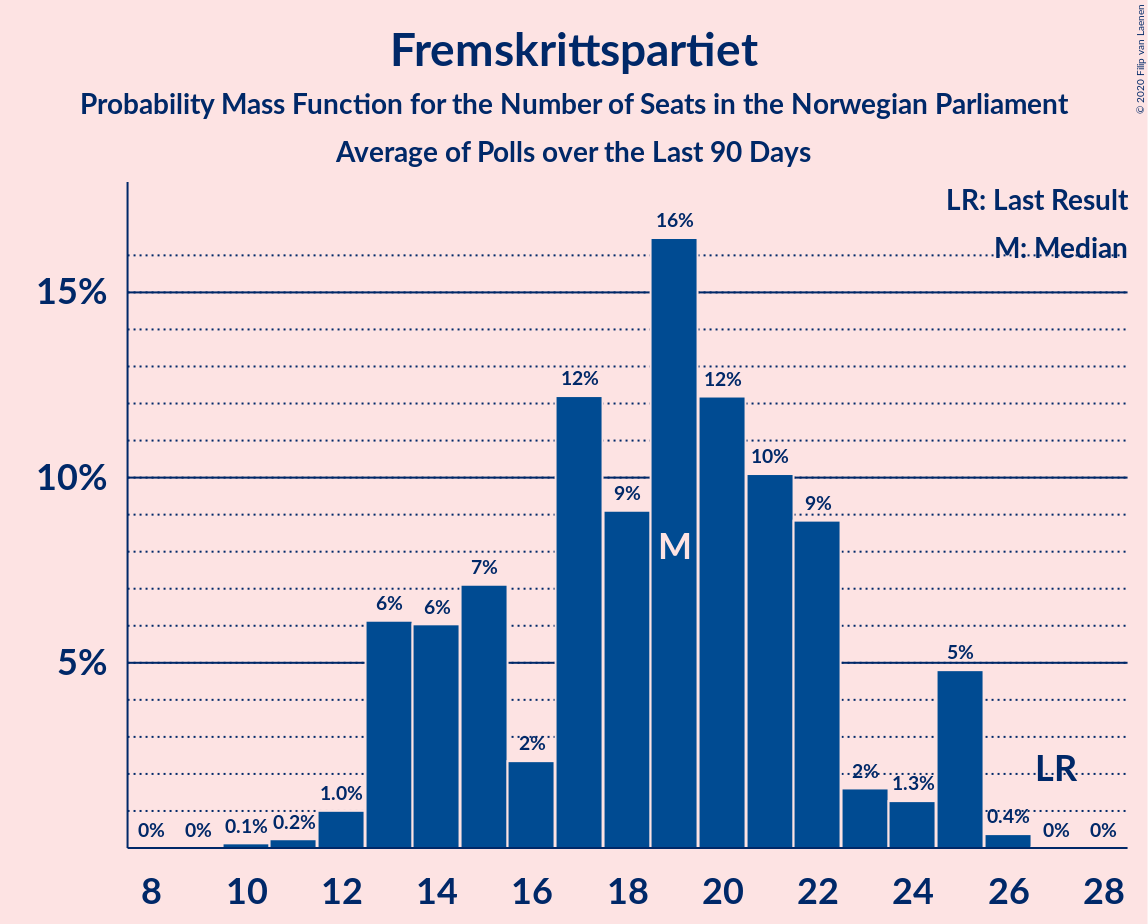 Fremskrittspartiet
Probability Mass Function for the Number of Seats in the Norwegian Parliament
Average of Polls over the Last 90 Days
© 2020 Filip van Laenen
LR: Last Result
M: Median
15%
10%
5%
0%
0%
0.1%
0.2%
1.0%
6%
6%
7%
2%
12%
9%
16%
12%
10%
9%
2%
1.3%
5%
0.4%
0%
0%
M
LR
8 10 12 14 16 18 20 22 24 26 28